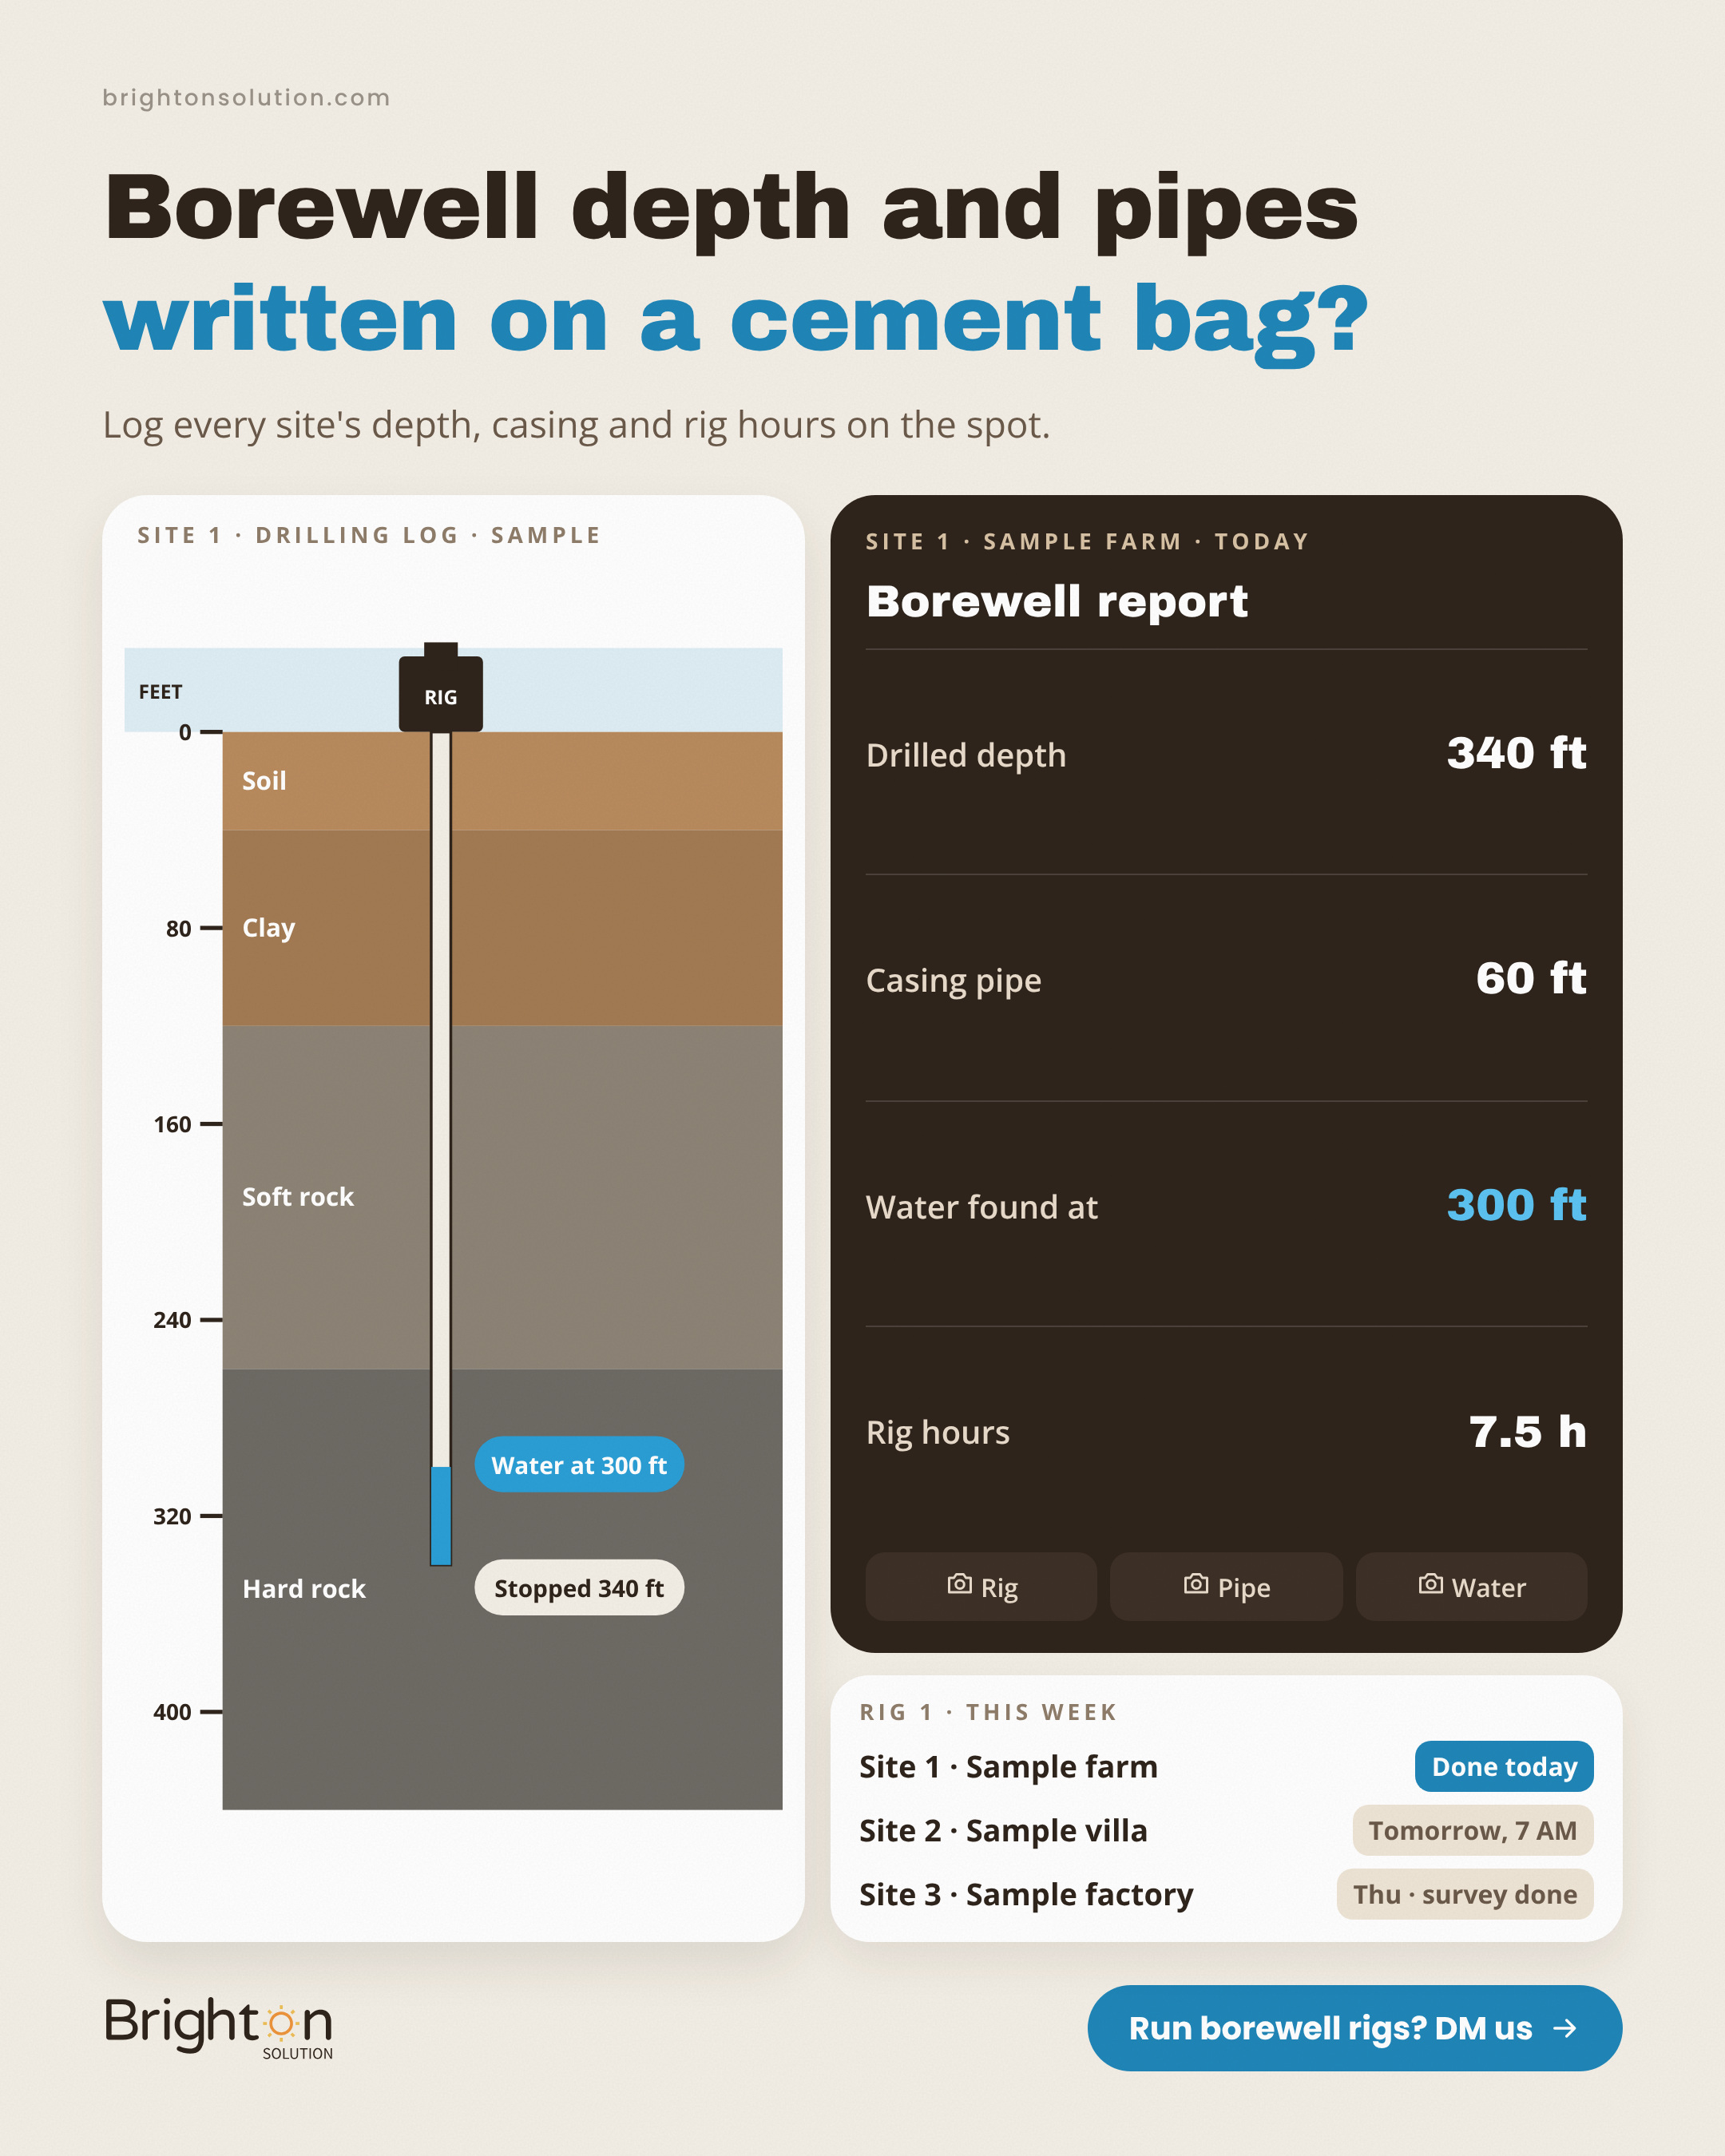 brightonsolution.com
Borewell depth and pipes
written on a cement bag?
Log every site's depth, casing and rig hours on the spot.
SITE 1 · DRILLING LOG · SAMPLE
FEET
RIG
0
Soil
80
Clay
160
Soft rock
240
Water at 300 ft
320
Stopped 340 ft
Hard rock
400
SITE 1 · SAMPLE FARM · TODAY
Borewell report
Drilled depth 340 ft
Casing pipe 60 ft
Water found at 300 ft
Rig hours 7.5 h
Rig Pipe Water
RIG 1 · THIS WEEK
Site 1 · Sample farm Done today
Site 2 · Sample villa Tomorrow, 7 AM
Site 3 · Sample factory Thu · survey done
Brighton
SOLUTION
Run borewell rigs? DM us →